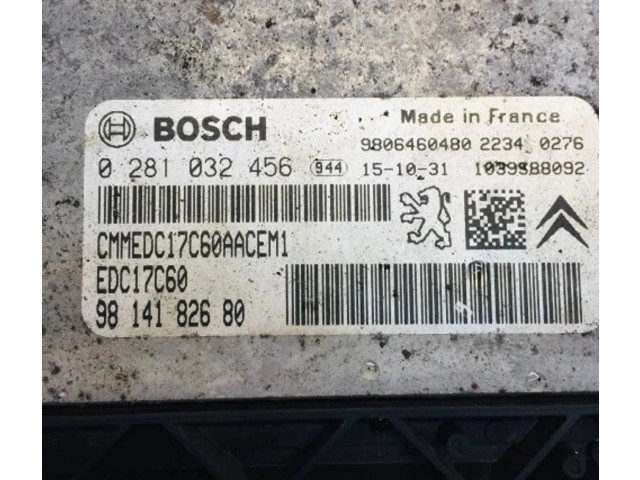 BOSCH
Made in France
9806460480 2234 0276
0 281 032 456 944 15-10-31 1039S88092
CMMEDC17C60AACEM1
EDC17C60
98 141 826 80